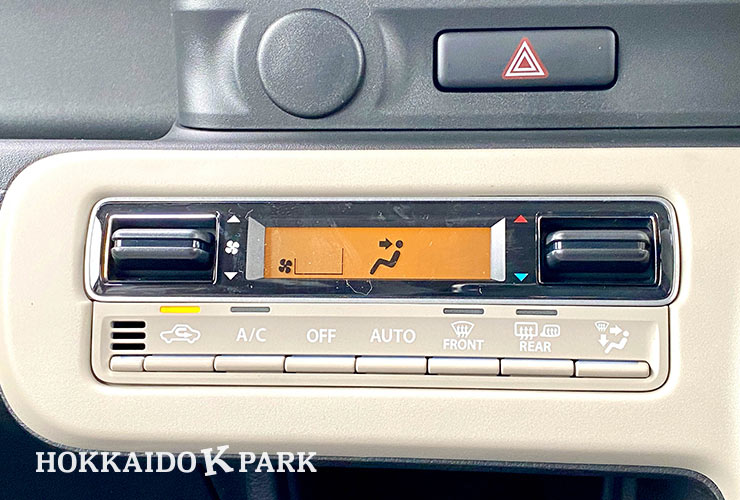 A/C OFF AUTO FRONT REAR
HOKKAIDO K PARK